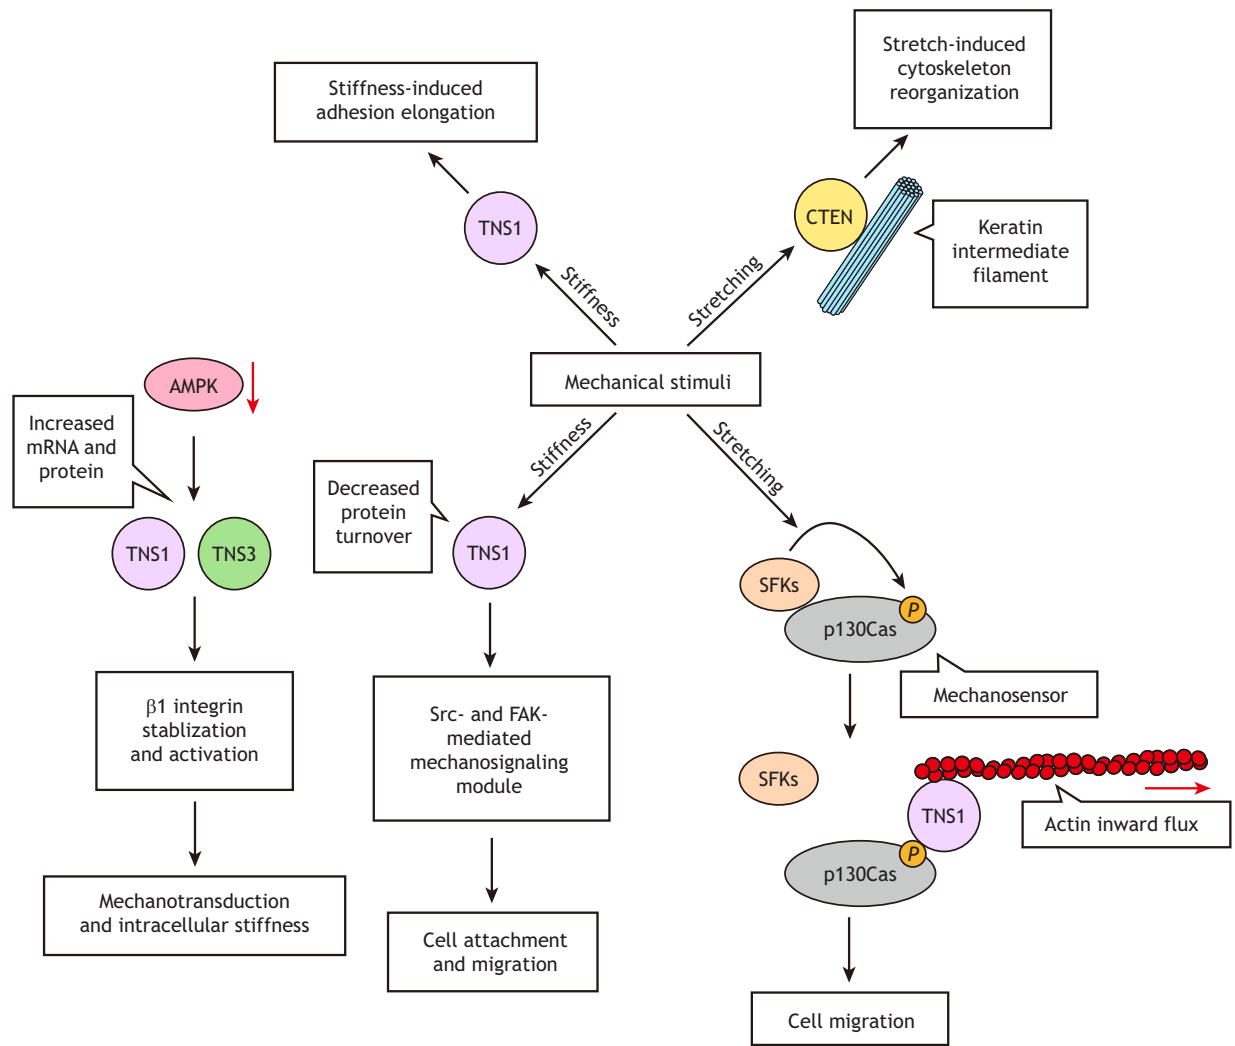 Stretch-induced
cytoskeleton
reorganization
Stiffness-induced
adhesion elongation
TNS1
CTEN
Keratin
intermediate
filament
Stiffness
Stretching
Mechanical stimuli
AMPK
Increased
mRNA and
protein
TNS1
TNS3
β1 integrin
stablization
and activation
Mechanotransduction
and intracellular stiffness
Stiffness
Decreased
protein
turnover
TNS1
Src- and FAK-
mediated
mechanosignaling
module
Cell attachment
and migration
Stretching
SFKs
P
p130Cas
Mechanosensor
SFKs
TNS1
Actin inward flux
P
p130Cas
Cell migration